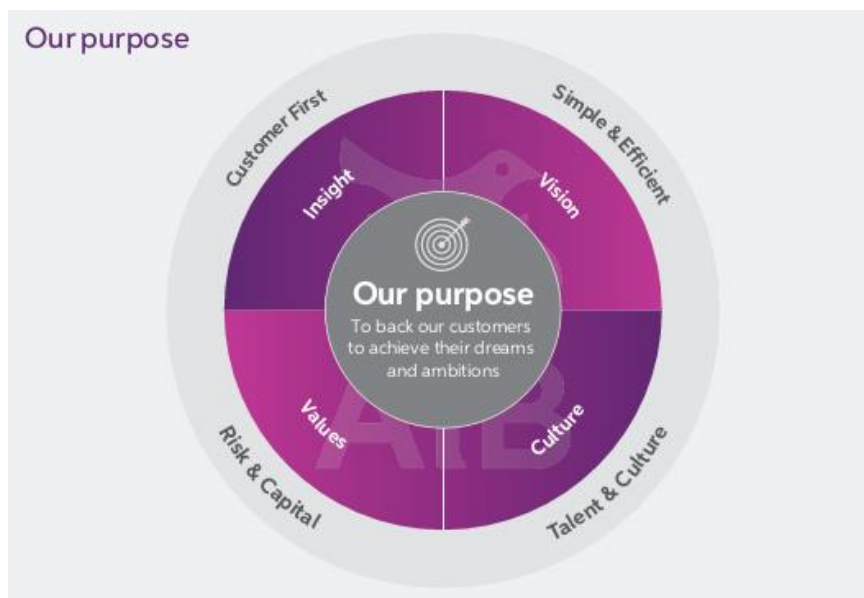 Our purpose
Customer First
Simple & Efficient
Insight
Vision
Our purpose
To back our customers
to achieve their dreams
and ambitions
Values
Culture
AIB
Risk & Capital
Talent & Culture